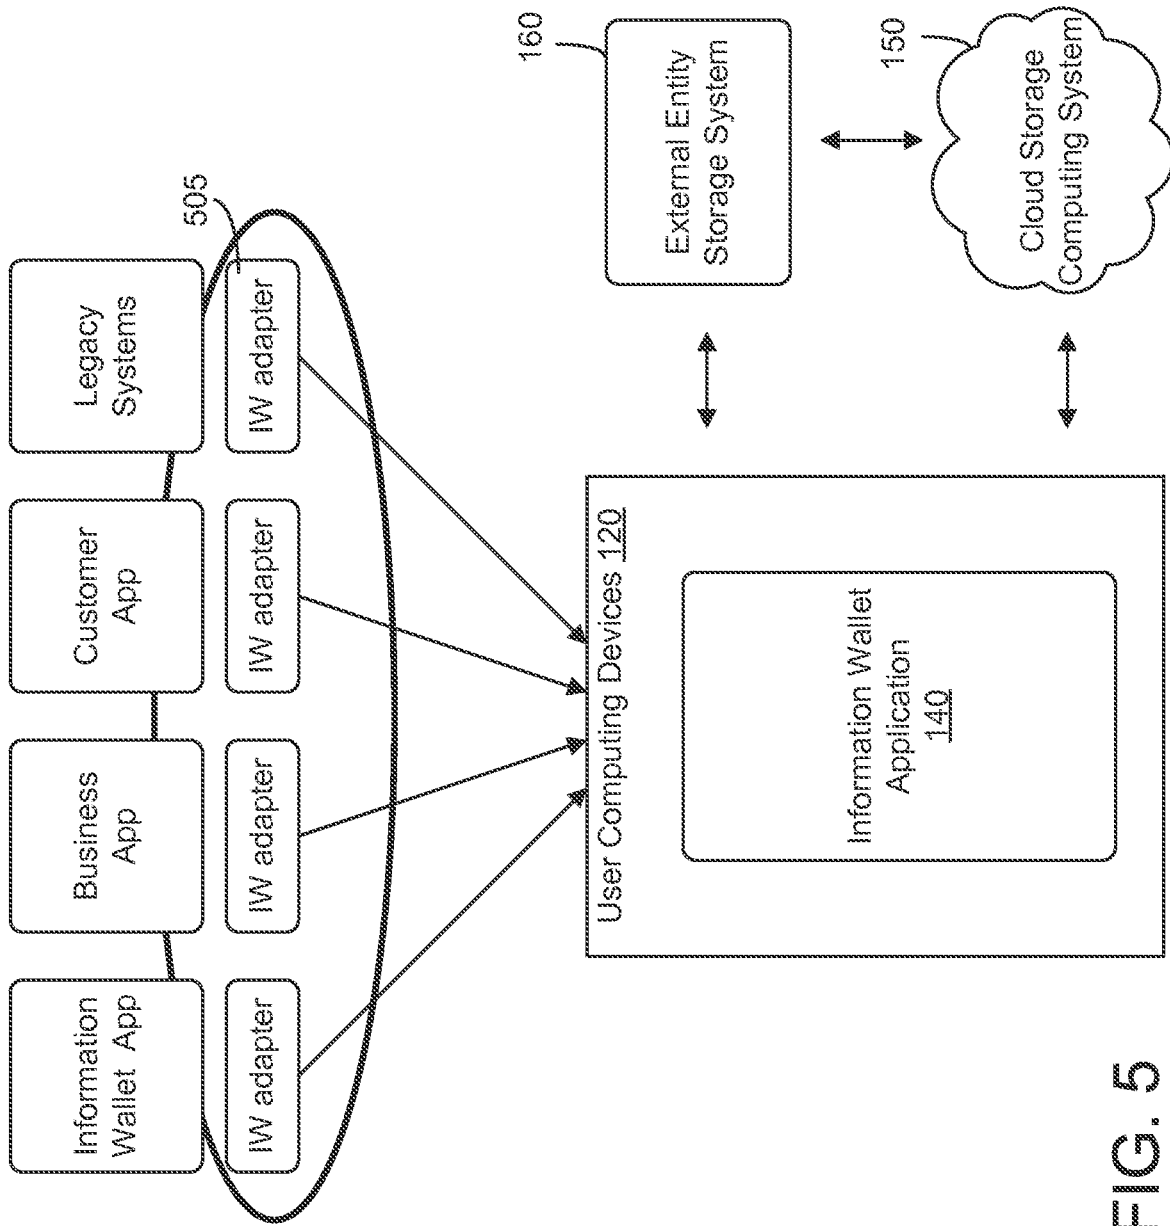 Information
Wallet App
Business
App
Customer
App
Legacy
Systems
IW adapter
IW adapter
IW adapter
IW adapter
505
User Computing Devices 120
Information Wallet
Application
140
160
External Entity
Storage System
150
Cloud Storage
Computing System
FIG. 5